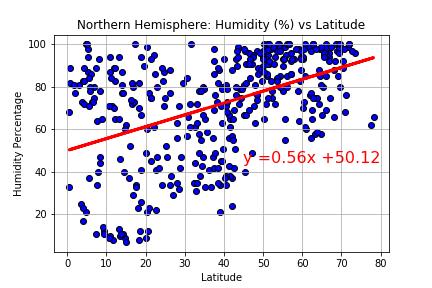 Northern Hemisphere: Humidity (%) vs Latitude
100
80
60
40
20
Humidity Percentage
y =0.56x +50.12
0 10 20 30 40 50 60 70 80
Latitude